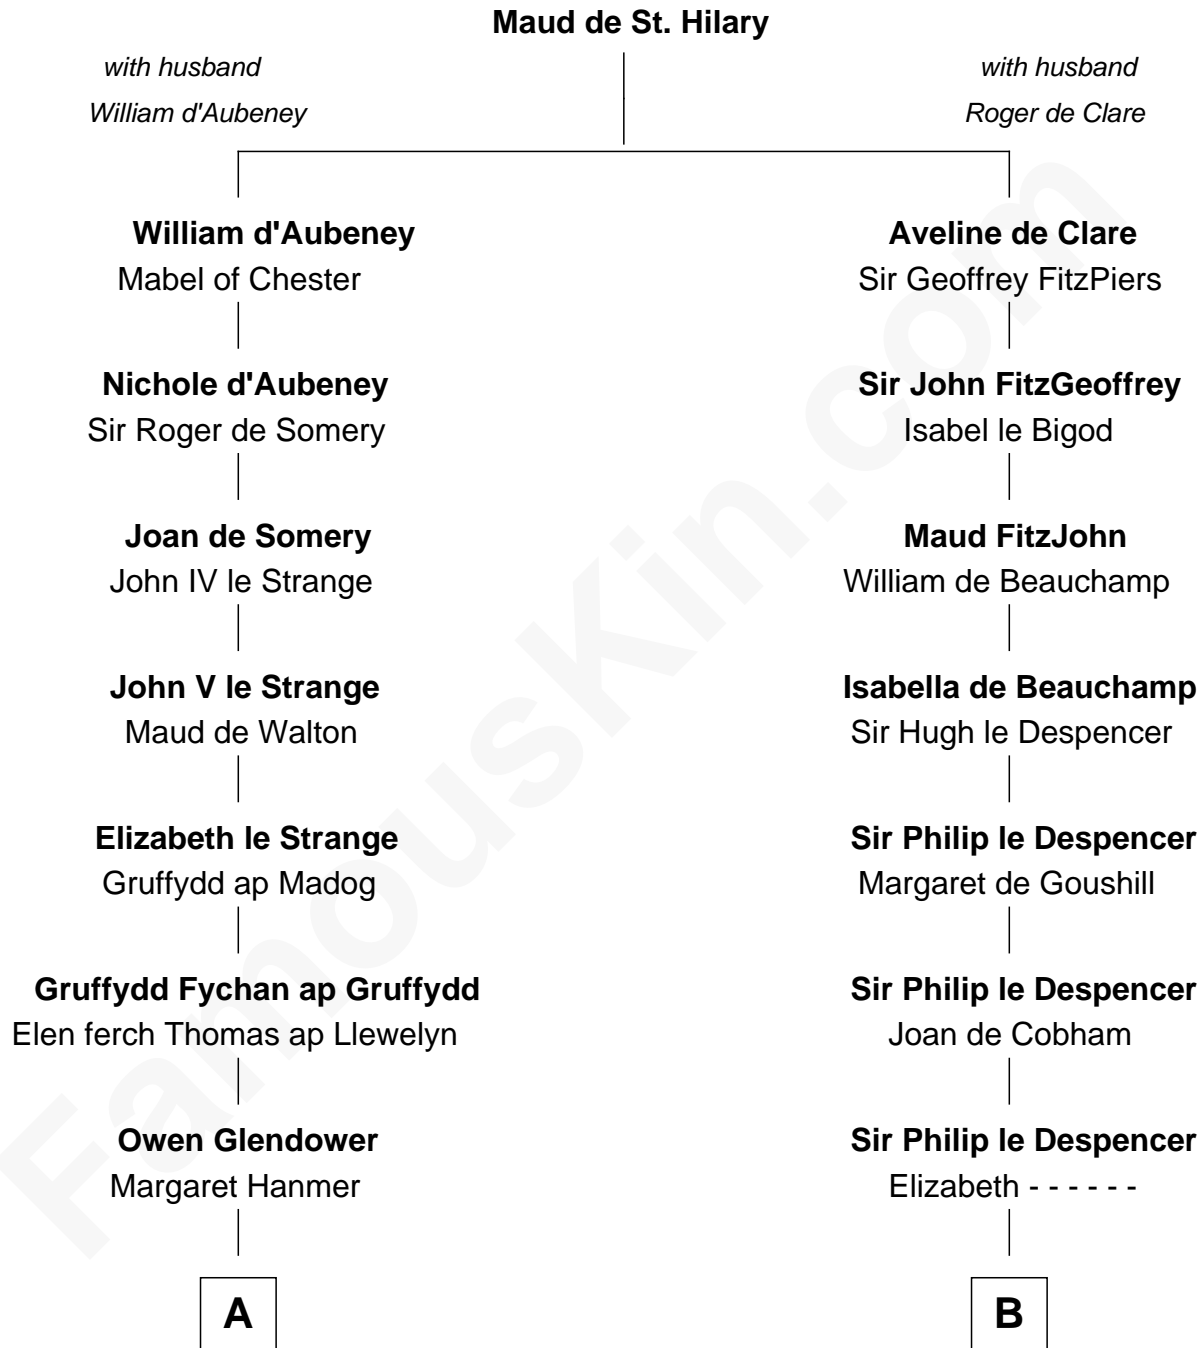 Maud de St. Hilary
with husband
William d'Aubeney
with husband
Roger de Clare
William d'Aubeney
Mabel of Chester
Aveline de Clare
Sir Geoffrey FitzPiers
Nichole d'Aubeney
Sir Roger de Somery
Sir John FitzGeoffrey
Isabel le Bigod
Joan de Somery
John IV le Strange
Maud FitzJohn
William de Beauchamp
John V le Strange
Maud de Walton
Isabella de Beauchamp
Sir Hugh le Despencer
Elizabeth le Strange
Gruffydd ap Madog
Sir Philip le Despencer
Margaret de Goushill
Gruffydd Fychan ap Gruffydd
Elen ferch Thomas ap Llewelyn
Sir Philip le Despencer
Joan de Cobham
Owen Glendower
Margaret Hanmer
Sir Philip le Despencer
Elizabeth - - - - - -
A
B
FamousKin.com